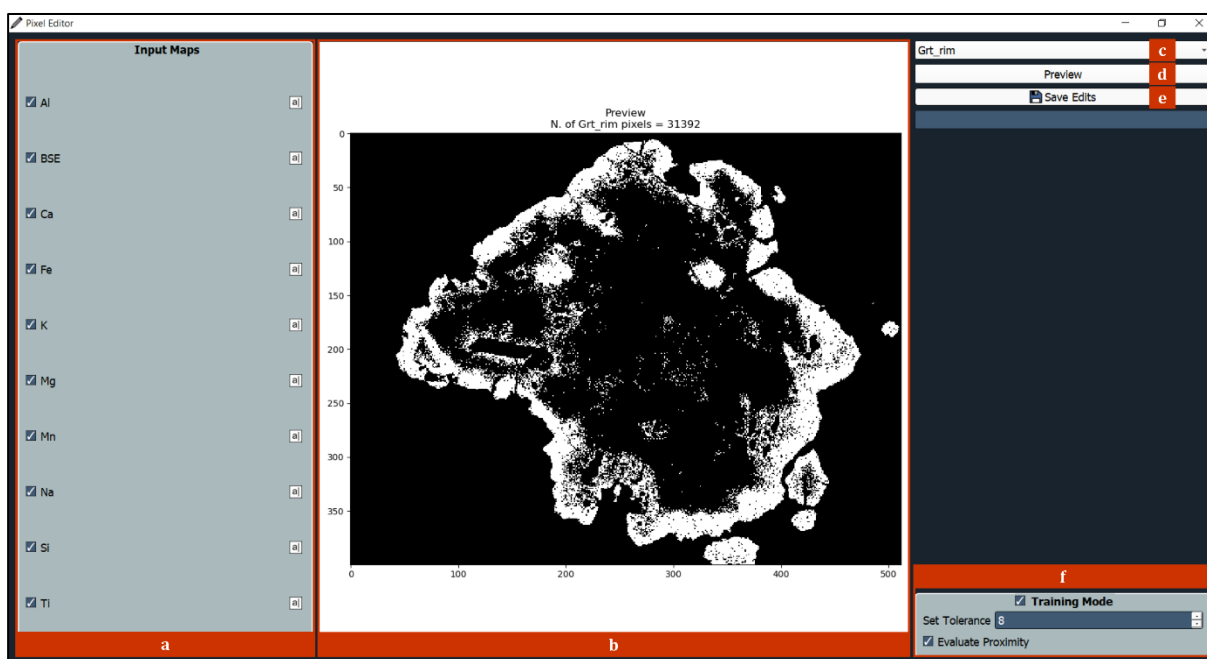 Pixel Editor
Input Maps
Al a|
BSE a|
Ca a|
Fe a|
K a|
Mg a|
Mn a|
Na a|
Si a|
Ti a|
a
Preview
N. of Grt_rim pixels = 31392
0
50
100
150
200
250
300
350
0 100 200 300 400 500
b
Grt_rim c
Preview d
Save Edits e
f
Training Mode
Set Tolerance 8
Evaluate Proximity